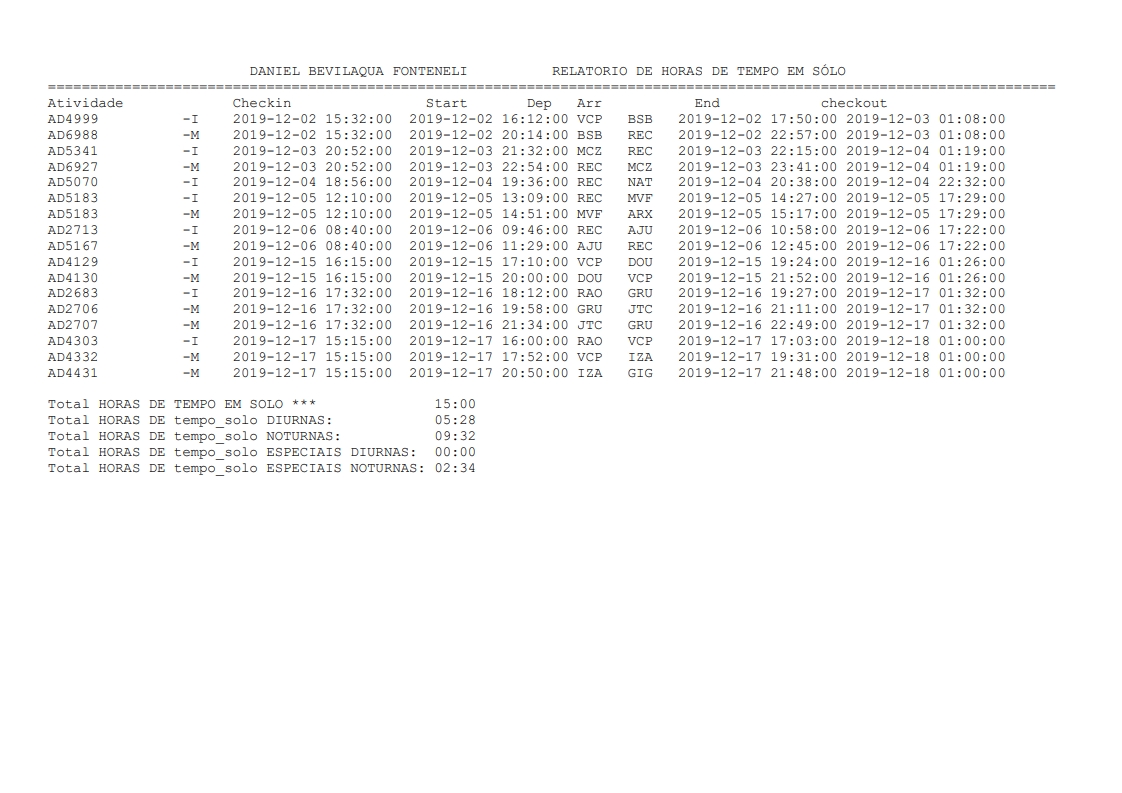 DANIEL BEVILAQUA FONTENELI          RELATORIO DE HORAS DE TEMPO EM SÓLO
========================================================================================================================
Atividade             Checkin                Start       Dep   Arr           End            checkout
AD4999          -I    2019-12-02 15:32:00  2019-12-02 16:12:00 VCP   BSB   2019-12-02 17:50:00 2019-12-03 01:08:00
AD6988          -M    2019-12-02 15:32:00  2019-12-02 20:14:00 BSB   REC   2019-12-02 22:57:00 2019-12-03 01:08:00
AD5341          -I    2019-12-03 20:52:00  2019-12-03 21:32:00 MCZ   REC   2019-12-03 22:15:00 2019-12-04 01:19:00
AD6927          -M    2019-12-03 20:52:00  2019-12-03 22:54:00 REC   MCZ   2019-12-03 23:41:00 2019-12-04 01:19:00
AD5070          -I    2019-12-04 18:56:00  2019-12-04 19:36:00 REC   NAT   2019-12-04 20:38:00 2019-12-04 22:32:00
AD5183          -I    2019-12-05 12:10:00  2019-12-05 13:09:00 REC   MVF   2019-12-05 14:27:00 2019-12-05 17:29:00
AD5183          -M    2019-12-05 12:10:00  2019-12-05 14:51:00 MVF   ARX   2019-12-05 15:17:00 2019-12-05 17:29:00
AD2713          -I    2019-12-06 08:40:00  2019-12-06 09:46:00 REC   AJU   2019-12-06 10:58:00 2019-12-06 17:22:00
AD5167          -M    2019-12-06 08:40:00  2019-12-06 11:29:00 AJU   REC   2019-12-06 12:45:00 2019-12-06 17:22:00
AD4129          -I    2019-12-15 16:15:00  2019-12-15 17:10:00 VCP   DOU   2019-12-15 19:24:00 2019-12-16 01:26:00
AD4130          -M    2019-12-15 16:15:00  2019-12-15 20:00:00 DOU   VCP   2019-12-15 21:52:00 2019-12-16 01:26:00
AD2683          -I    2019-12-16 17:32:00  2019-12-16 18:12:00 RAO   GRU   2019-12-16 19:27:00 2019-12-17 01:32:00
AD2706          -M    2019-12-16 17:32:00  2019-12-16 19:58:00 GRU   JTC   2019-12-16 21:11:00 2019-12-17 01:32:00
AD2707          -M    2019-12-16 17:32:00  2019-12-16 21:34:00 JTC   GRU   2019-12-16 22:49:00 2019-12-17 01:32:00
AD4303          -I    2019-12-17 15:15:00  2019-12-17 16:00:00 RAO   VCP   2019-12-17 17:03:00 2019-12-18 01:00:00
AD4332          -M    2019-12-17 15:15:00  2019-12-17 17:52:00 VCP   IZA   2019-12-17 19:31:00 2019-12-18 01:00:00
AD4431          -M    2019-12-17 15:15:00  2019-12-17 20:50:00 IZA   GIG   2019-12-17 21:48:00 2019-12-18 01:00:00
Total HORAS DE TEMPO EM SOLO ***              15:00
Total HORAS DE tempo_solo DIURNAS:            05:28
Total HORAS DE tempo_solo NOTURNAS:           09:32
Total HORAS DE tempo_solo ESPECIAIS DIURNAS:  00:00
Total HORAS DE tempo_solo ESPECIAIS NOTURNAS: 02:34